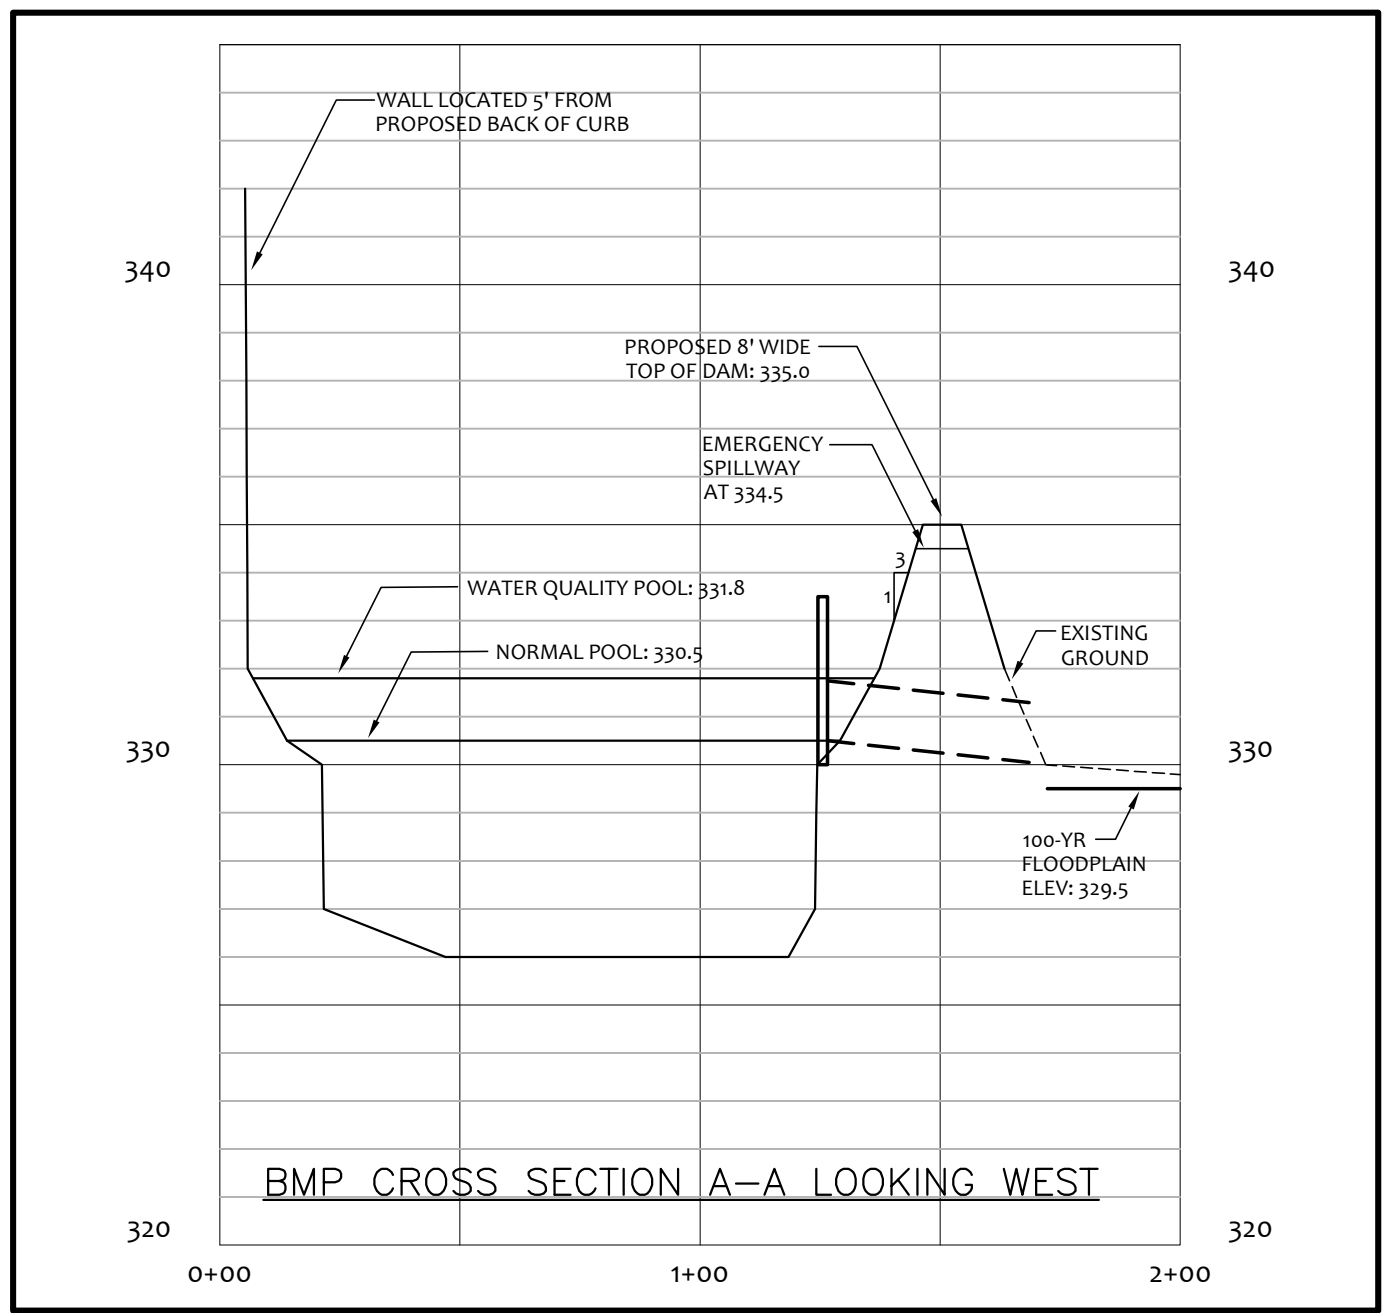 WALL LOCATED 5' FROM
PROPOSED BACK OF CURB
340
340
PROPOSED 8' WIDE
TOP OF DAM: 335.0
EMERGENCY
SPILLWAY
AT 334.5
3
1
WATER QUALITY POOL: 331.8
NORMAL POOL: 330.5
EXISTING
GROUND
330
330
100-YR
FLOODPLAIN
ELEV: 329.5
BMP CROSS SECTION A-A LOOKING WEST
320
320
0+00
1+00
2+00